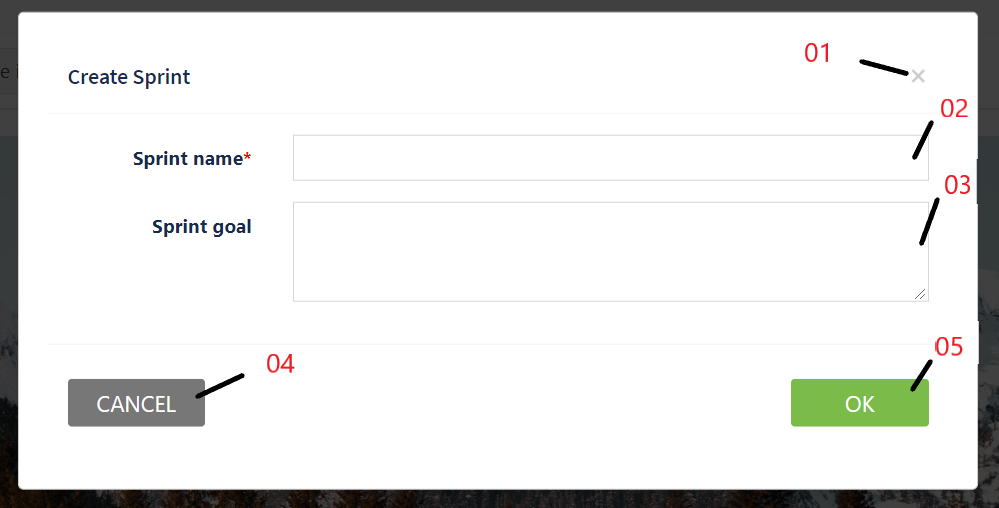 01
Create Sprint ×
02
Sprint name*
03
Sprint goal
04
05
CANCEL OK